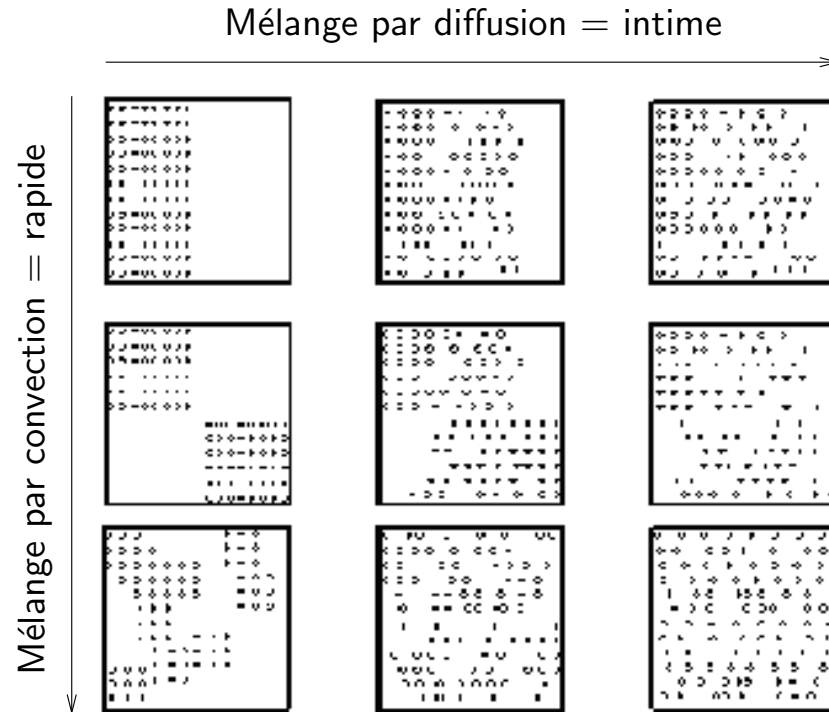 Mélange par diffusion = intime
Mélange par convection = rapide